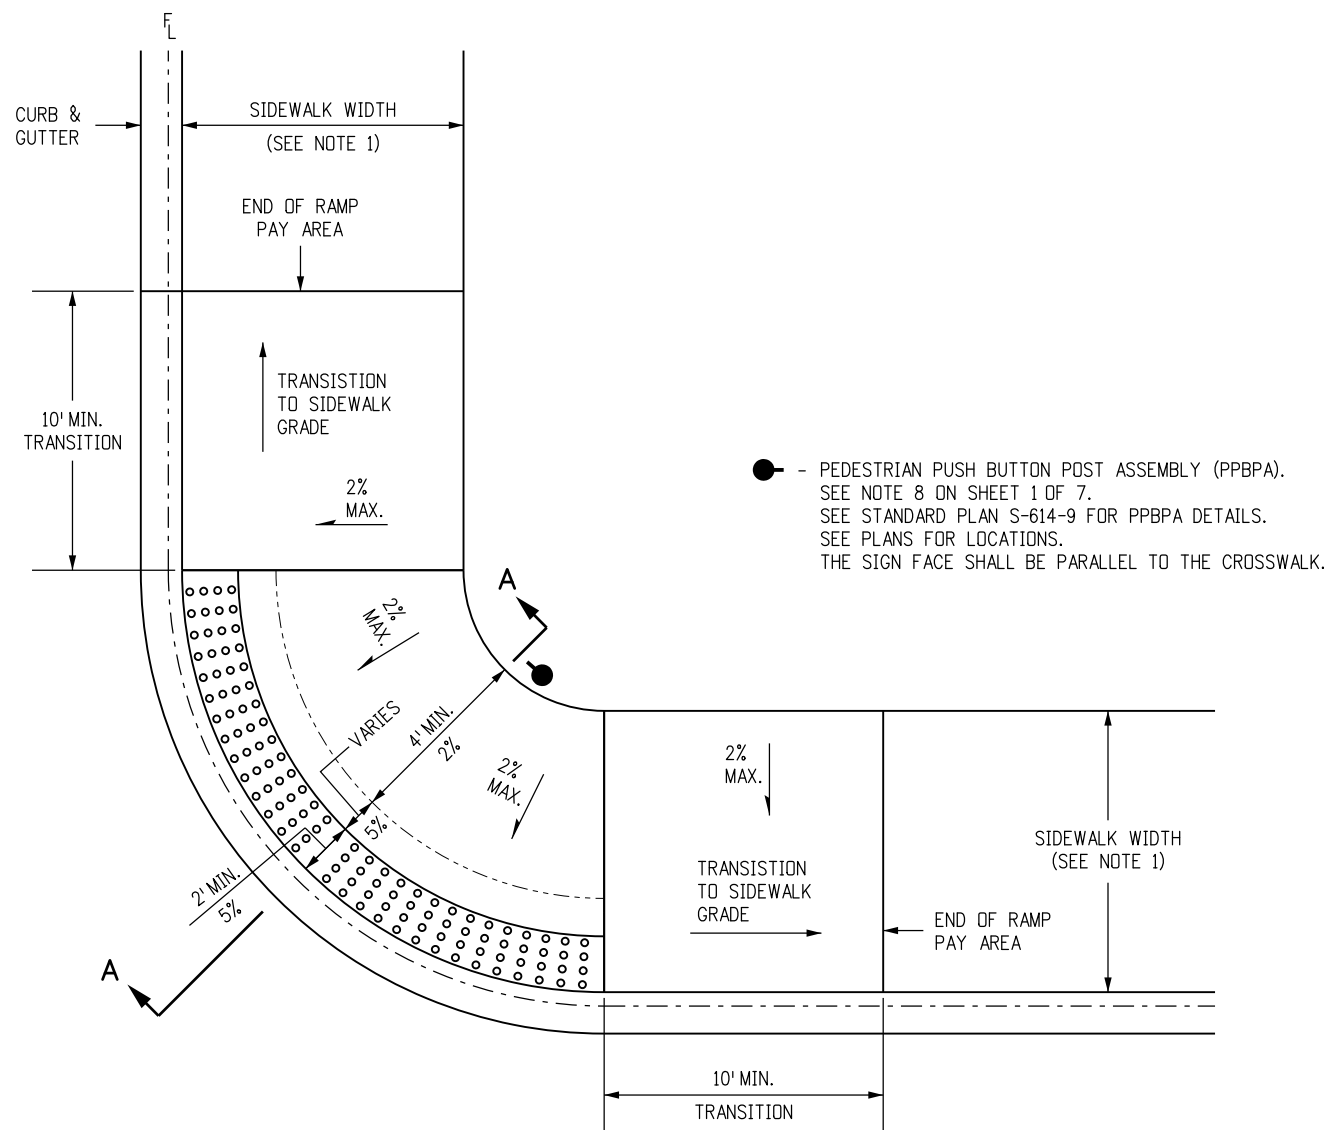 FL
CURB &
GUTTER
SIDEWALK WIDTH
(SEE NOTE 1)
END OF RAMP
PAY AREA
10' MIN.
TRANSITION
TRANSISTION
TO SIDEWALK
GRADE
2%
MAX.
- PEDESTRIAN PUSH BUTTON POST ASSEMBLY (PPBPA).
SEE NOTE 8 ON SHEET 1 OF 7.
SEE STANDARD PLAN S-614-9 FOR PPBPA DETAILS.
SEE PLANS FOR LOCATIONS.
THE SIGN FACE SHALL BE PARALLEL TO THE CROSSWALK.
A
2%
MAX.
VARIES
4' MIN.
2%
2%
MAX.
5%
2' MIN.
5%
A
2%
MAX.
TRANSISTION
TO SIDEWALK
GRADE
SIDEWALK WIDTH
(SEE NOTE 1)
END OF RAMP
PAY AREA
10' MIN.
TRANSITION